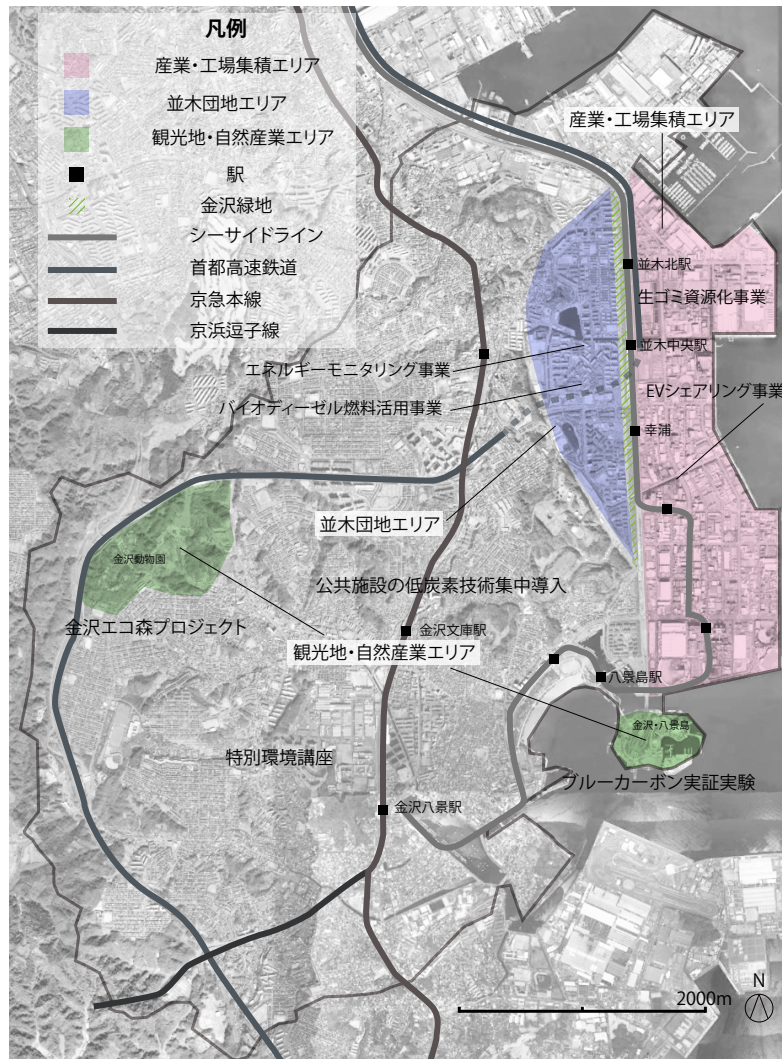 凡例
産業・工場集積エリア
並木団地エリア
観光地・自然産業エリア
駅
金沢緑地
シーサイドライン
首都高速鉄道
京急本線
京浜逗子線
産業・工場集積エリア
並木北駅
生ゴミ資源化事業
並木中央駅
エネルギーモニタリング事業
EVシェアリング事業
バイオディーゼル燃料活用事業
幸浦
並木団地エリア
金沢動物園
公共施設の低炭素技術集中導入
金沢エコ森プロジェクト
金沢文庫駅
観光地・自然産業エリア
八景島駅
金沢・八景島
特別環境講座
ブルーカーボン実証実験
金沢八景駅
N
2000m